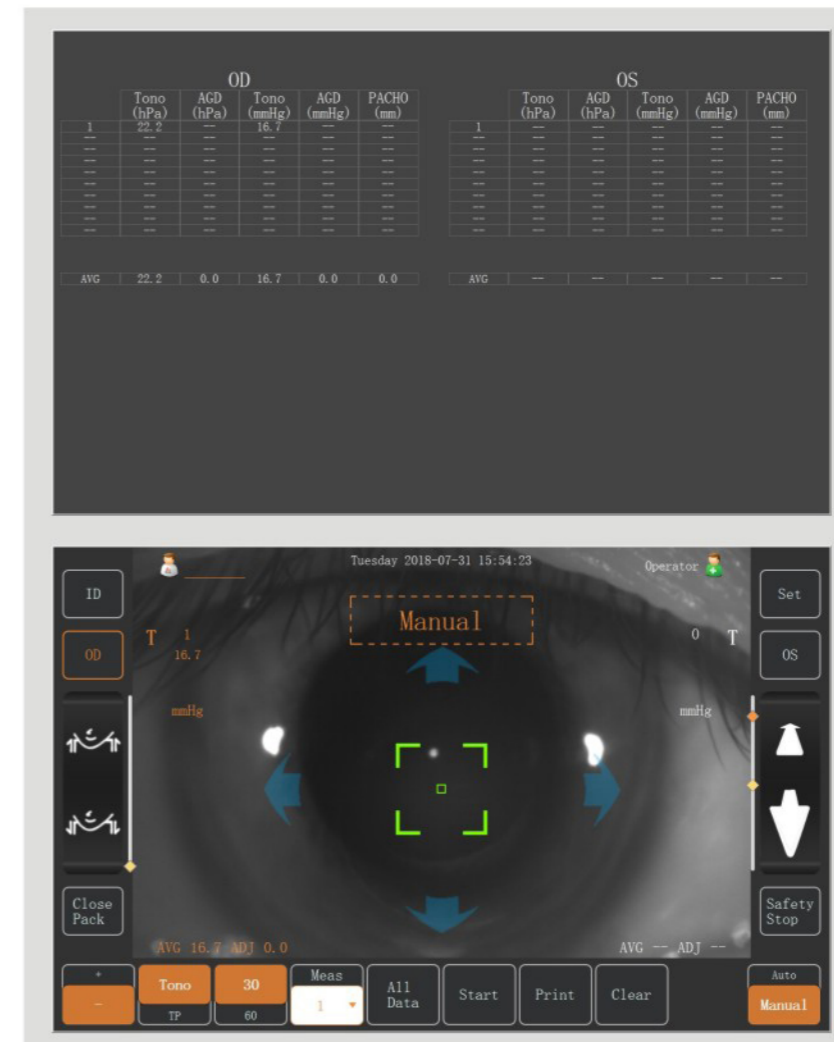 OD
Tono (hPa) AGD (hPa) Tono (mmHg) AGD (mmHg) PACHO (mm)
1 22.2 -- 16.7 -- --
-- -- -- -- -- --
-- -- -- -- -- --
-- -- -- -- -- --
-- -- -- -- -- --
-- -- -- -- -- --
-- -- -- -- -- --
-- -- -- -- -- --
-- -- -- -- -- --
-- -- -- -- -- --
AVG 22.2 0.0 16.7 0.0 0.0
OS
Tono (hPa) AGD (hPa) Tono (mmHg) AGD (mmHg) PACHO (mm)
1 -- -- -- -- --
-- -- -- -- -- --
-- -- -- -- -- --
-- -- -- -- -- --
-- -- -- -- -- --
-- -- -- -- -- --
-- -- -- -- -- --
-- -- -- -- -- --
-- -- -- -- -- --
-- -- -- -- -- --
AVG -- -- -- -- --
Tuesday 2018-07-31 15:54:23
Operator
ID
Set
Manual
OD
T 1
16.7
0 T
OS
mmHg
mmHg
Close
Pack
Safety
Stop
AVG 16.7 ADJ 0.0
AVG -- ADJ --
+
-
Tono
TP
30
60
Meas
1
All
Data
Start
Print
Clear
Auto
Manual